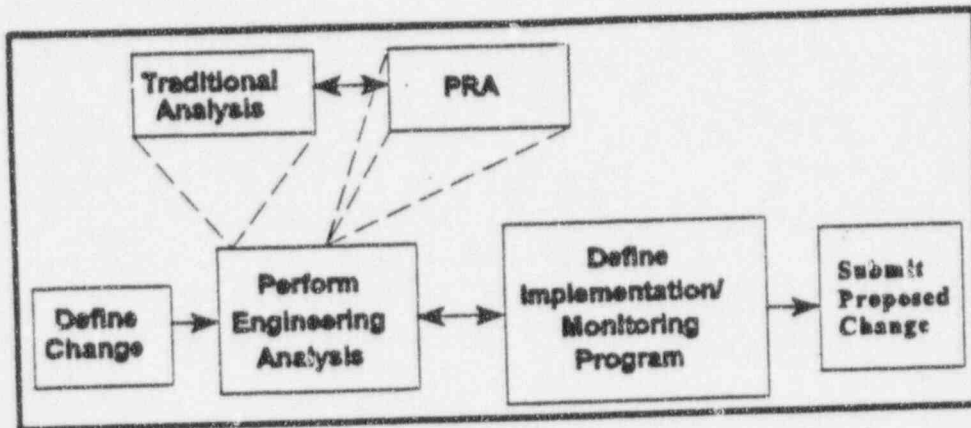 Traditional
Analysis
PRA
Define
Change
Perform
Engineering
Analysis
Define
Implementation/
Monitoring
Program
Submit
Proposed
Change